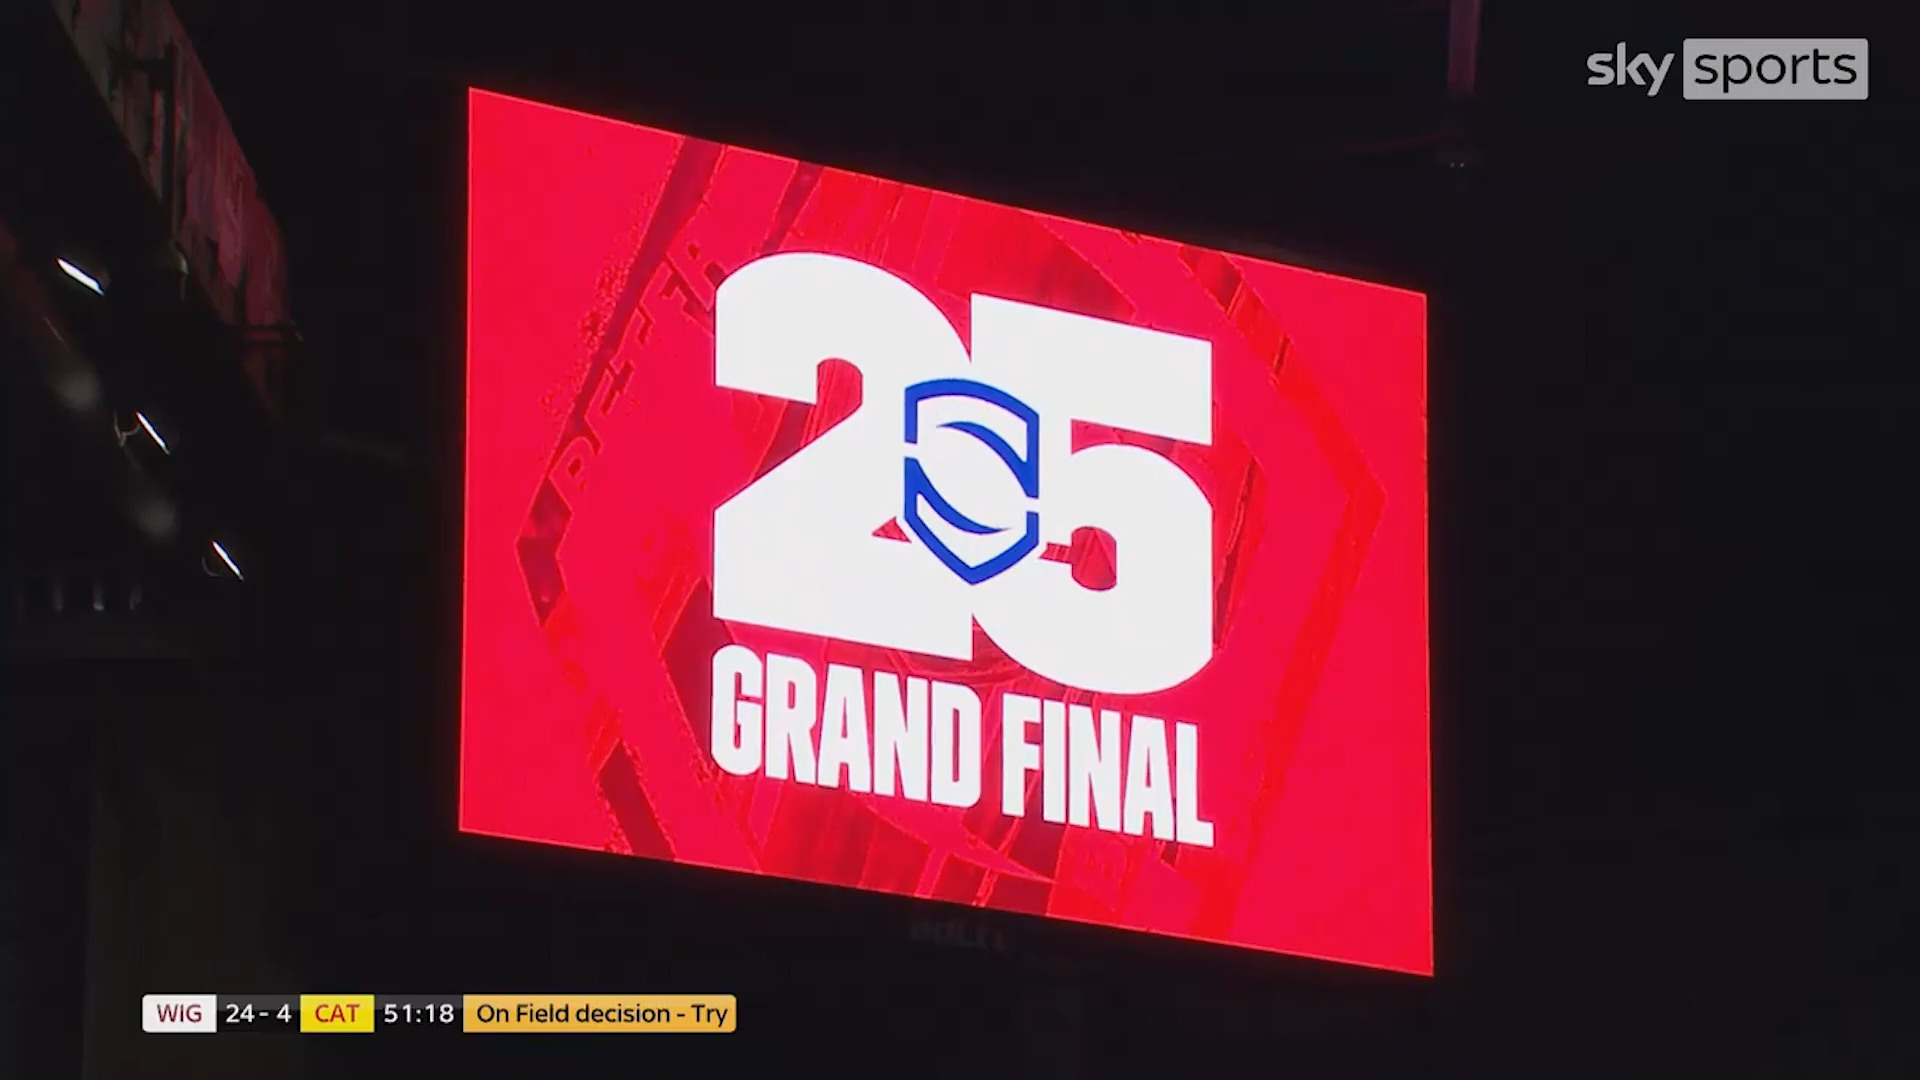 sky sports
25
GRAND FINAL
WIG 24-4 CAT 51:18 On Field decision - Try